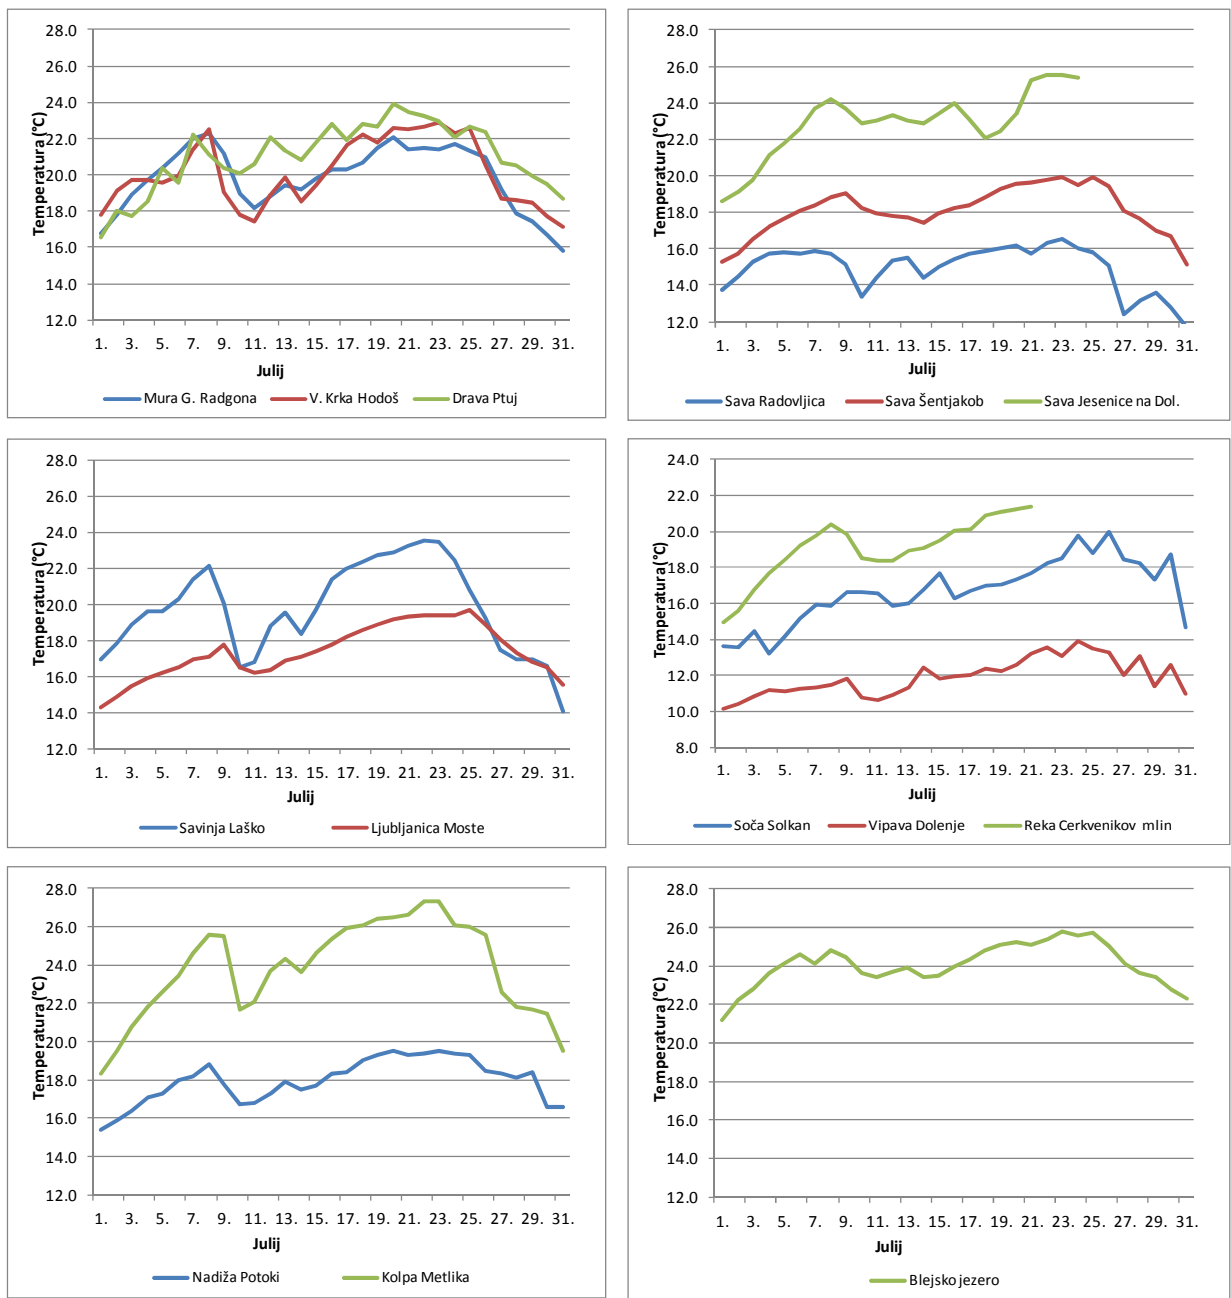 28.0
26.0
24.0
22.0
20.0
18.0
16.0
14.0
12.0
Temperatura (°C)
1. 3. 5. 7. 9. 11. 13. 15. 17. 19. 21. 23. 25. 27. 29. 31.
Julij
Mura G. Radgona V. Krka Hodoš Drava Ptuj
28.0
26.0
24.0
22.0
20.0
18.0
16.0
14.0
12.0
Temperatura (°C)
1. 3. 5. 7. 9. 11. 13. 15. 17. 19. 21. 23. 25. 27. 29. 31.
Julij
Sava Radovljica Sava Šentjakob Sava Jesenice na Dol.
28.0
26.0
24.0
22.0
20.0
18.0
16.0
14.0
12.0
Temperatura (°C)
1. 3. 5. 7. 9. 11. 13. 15. 17. 19. 21. 23. 25. 27. 29. 31.
Julij
Savinja Laško Ljubljanica Moste
24.0
22.0
20.0
18.0
16.0
14.0
12.0
10.0
8.0
Temperatura (°C)
1. 3. 5. 7. 9. 11. 13. 15. 17. 19. 21. 23. 25. 27. 29. 31.
Julij
Soča Solkan Vipava Dolenje Reka Cerkvenikov mlin
28.0
26.0
24.0
22.0
20.0
18.0
16.0
14.0
12.0
Temperatura (°C)
1. 3. 5. 7. 9. 11. 13. 15. 17. 19. 21. 23. 25. 27. 29. 31.
Julij
Nadiža Potoki Kolpa Metlika
28.0
26.0
24.0
22.0
20.0
18.0
16.0
14.0
12.0
Temperatura (°C)
1. 3. 5. 7. 9. 11. 13. 15. 17. 19. 21. 23. 25. 27. 29. 31.
Julij
Blejsko jezero